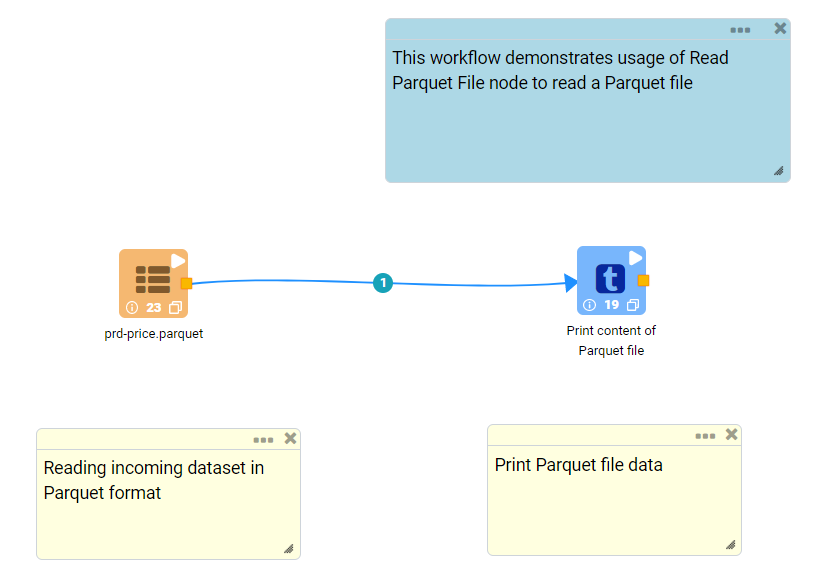 This workflow demonstrates usage of Read
Parquet File node to read a Parquet file
23
prd-price.parquet
1
t
19
Print content of
Parquet file
Reading incoming dataset in
Parquet format
Print Parquet file data